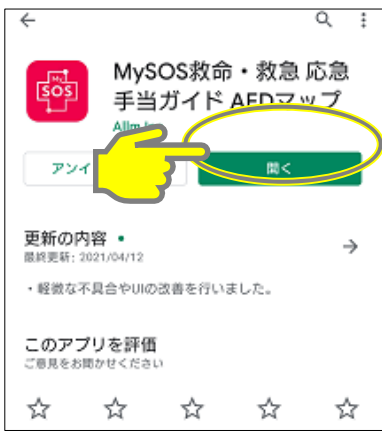 My
SOS
MySOS救命・救急 応急
手当ガイド AEDマップ
Allm
アンイ
開く
更新の内容
最終更新: 2021/04/12
・軽微な不具合やUIの改善を行いました。
このアプリを評価
ご意見をお聞かせください